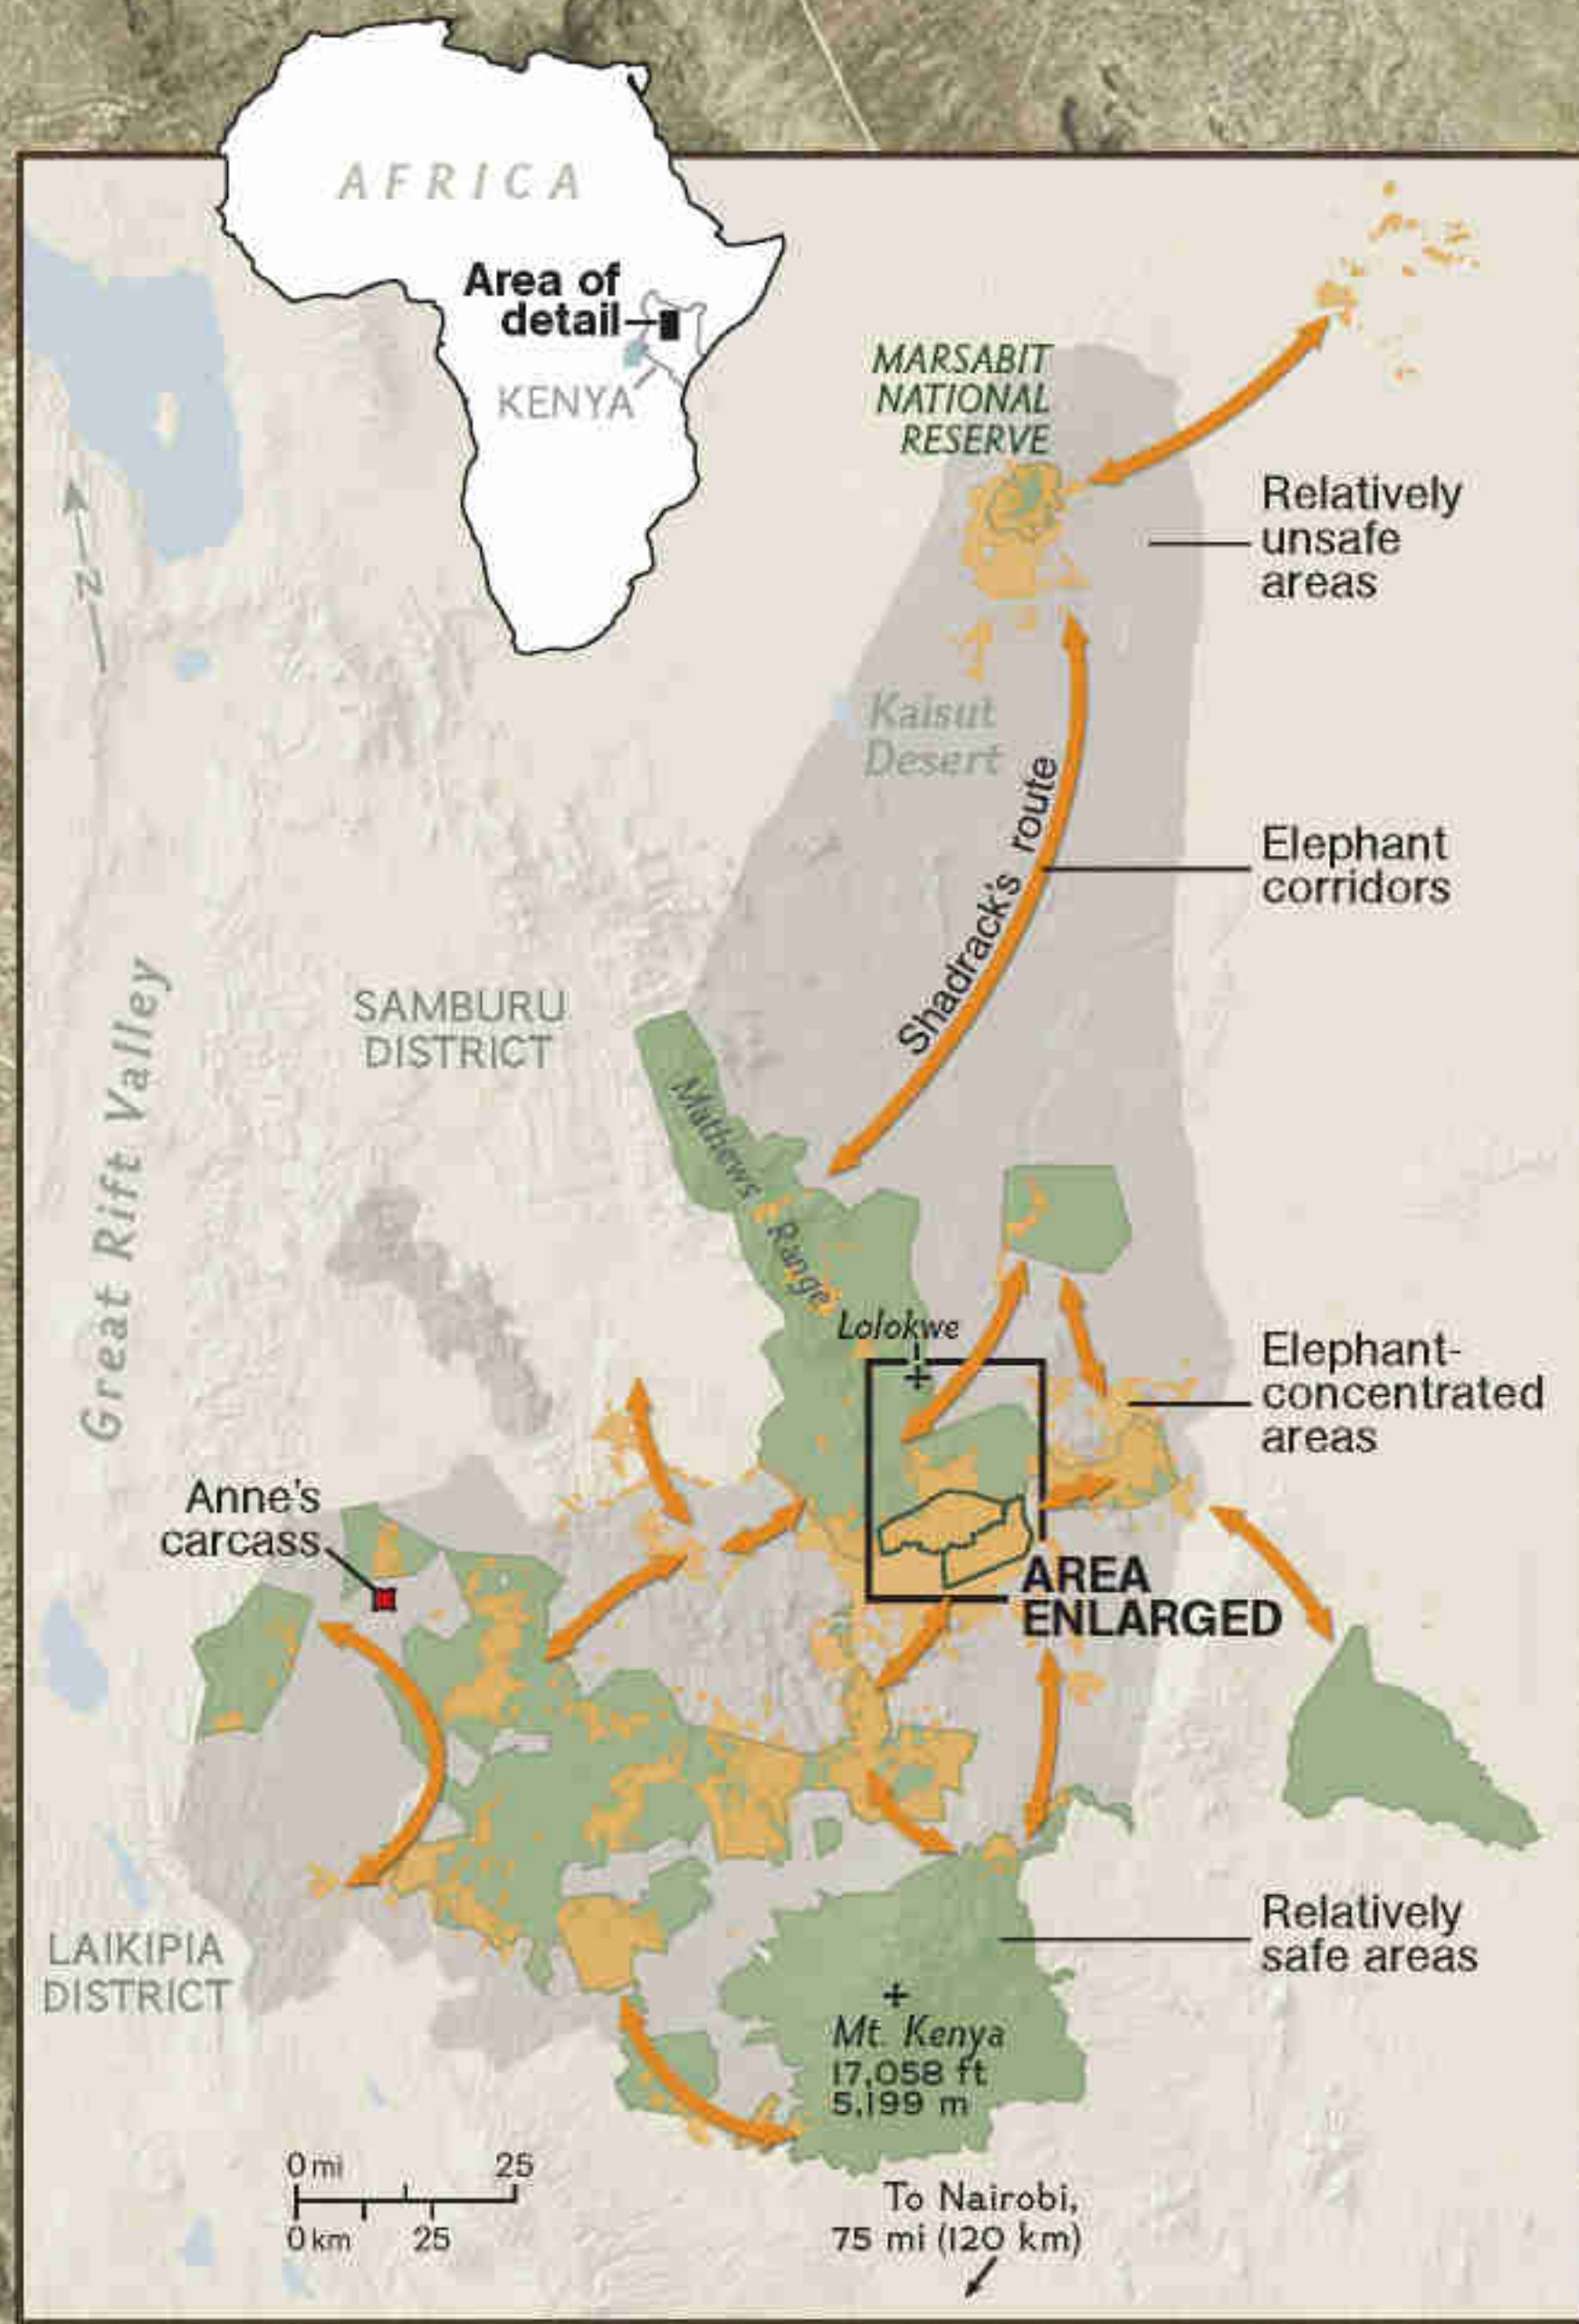 AFRICA
Area of
detail
KENYA
MARSABIT
NATIONAL
RESERVE
Relatively
unsafe
areas
N
Kaisut
Desert
Shadrack's route
Elephant
corridors
Great Rift Valley
SAMBURU
DISTRICT
Mathews Range
Lolokwe
Elephant-
concentrated
areas
Anne's
carcass
AREA
ENLARGED
LAIKIPIA
DISTRICT
Relatively
safe areas
Mt. Kenya
17,058 ft
5,199 m
0 mi 25
0 km 25
To Nairobi,
75 mi (120 km)